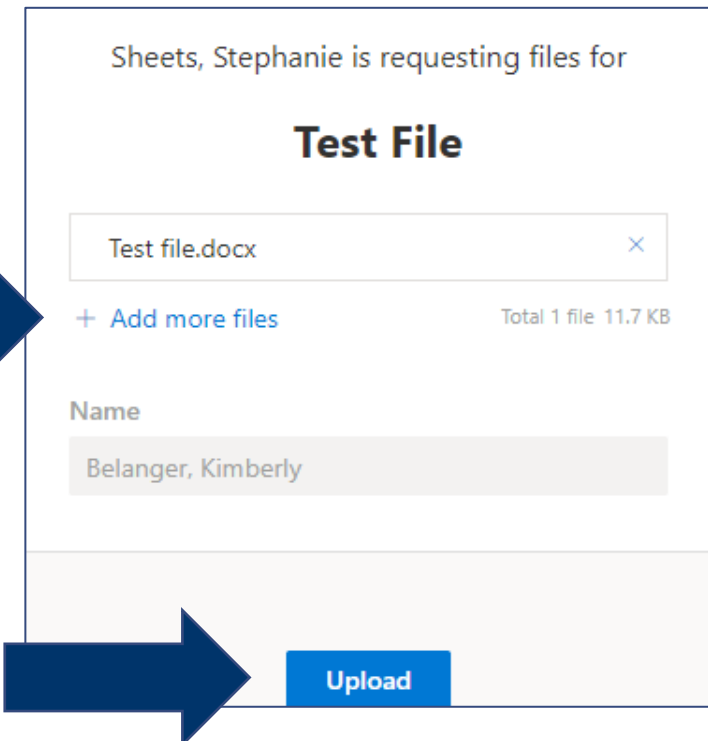 Sheets, Stephanie is requesting files for
Test File
Test file.docx
+ Add more files Total 1 file 11.7 KB
Name
Belanger, Kimberly
Upload